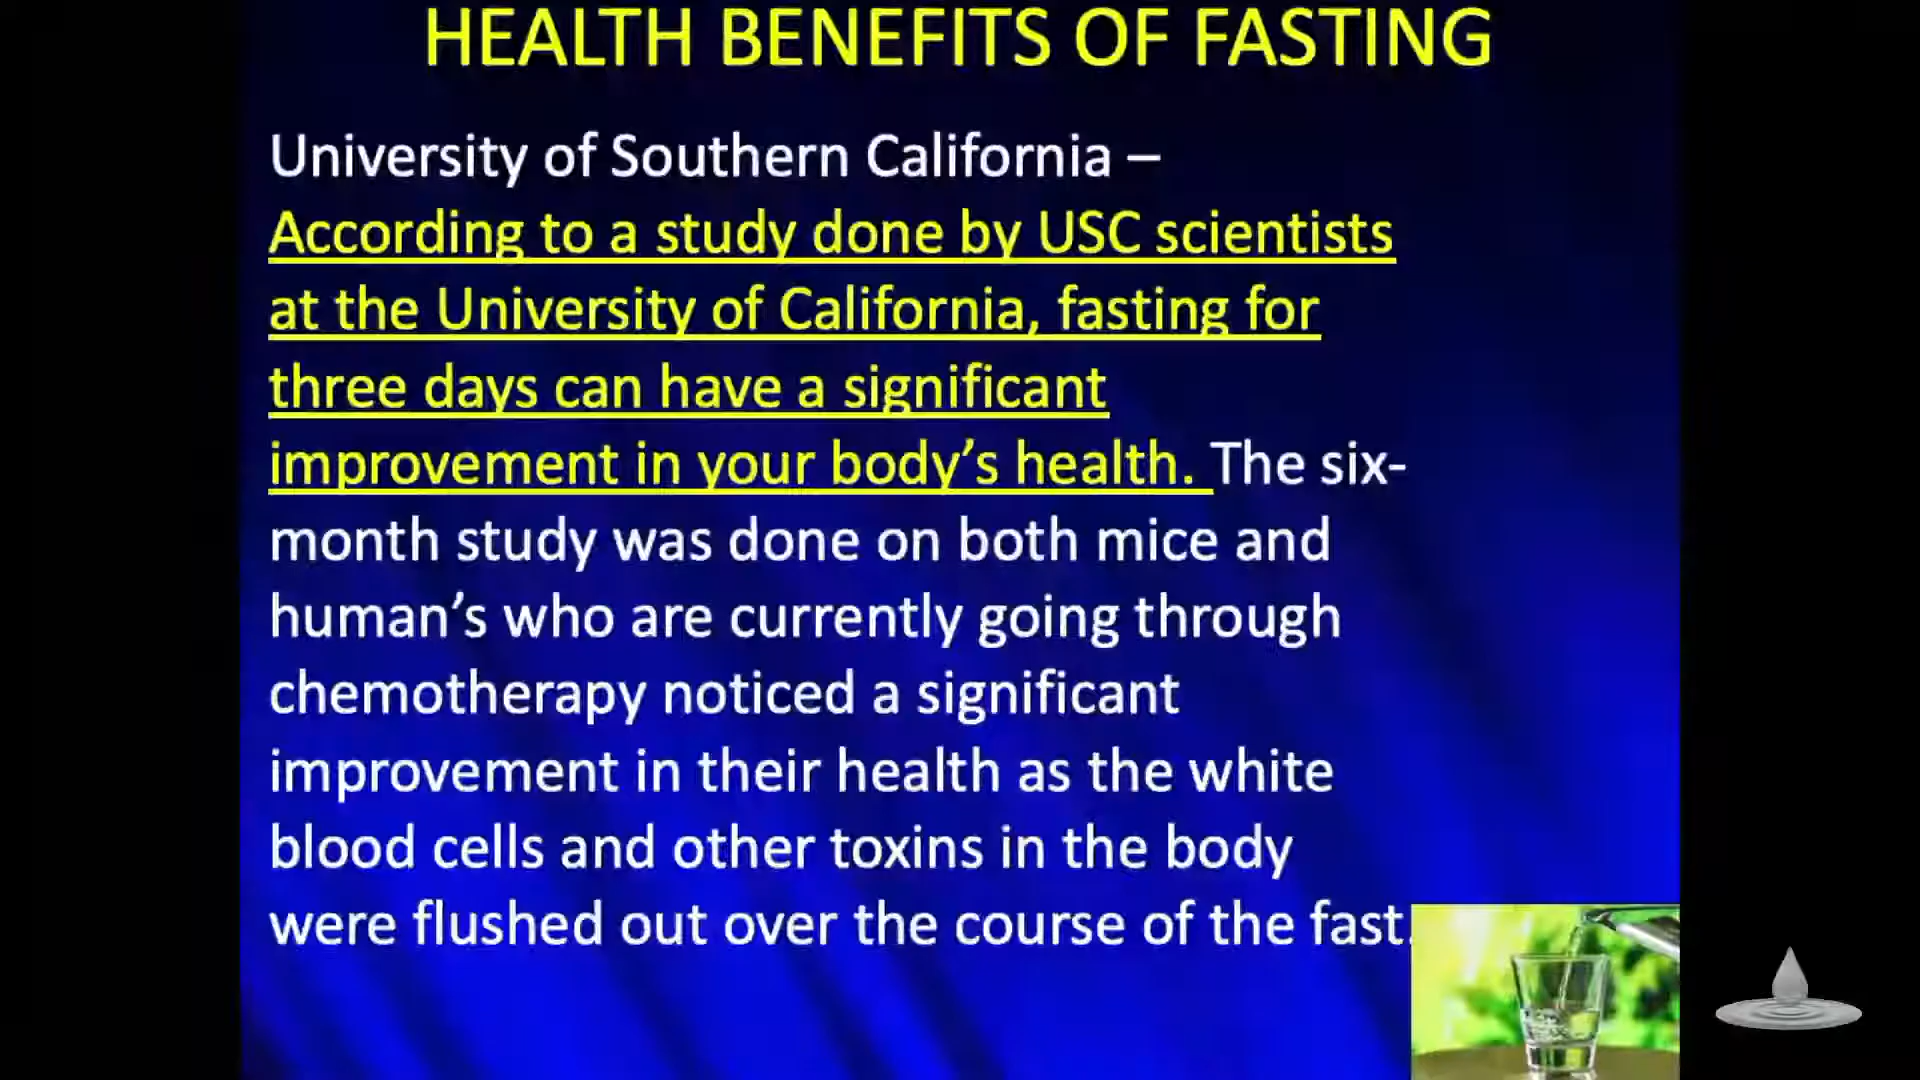 HEALTH BENEFITS OF FASTING
University of Southern California –
According to a study done by USC scientists
at the University of California, fasting for
three days can have a significant
improvement in your body’s health. The six-
month study was done on both mice and
human’s who are currently going through
chemotherapy noticed a significant
improvement in their health as the white
blood cells and other toxins in the body
were flushed out over the course of the fast.